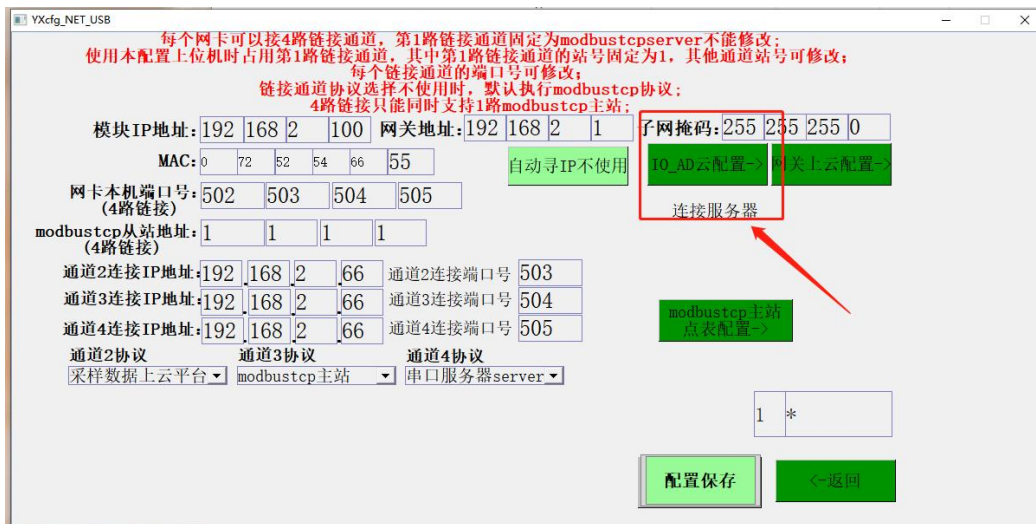 YXcfg_NET_USB
每个网卡可以接4路链接通道，第1路链接通道固定为modbustcpserver不能修改;
使用本配置上位机时占用第1路链接通道，其中第1路链接通道的站号固定为1，其他通道站号可修改;
每个链接通道的端口号可修改;
链接通道协议选择不使用时，默认执行modbustcp协议;
4路链接只能同时支持1路modbustcp主站;
模块IP地址: 192 168 2 100 网关地址: 192 168 2 1 子网掩码: 255 255 255 0
MAC: 0 72 52 54 66 55 自动寻IP不使用 IO_AD云配置-> 网关上云配置->
网卡本机端口号: 502 503 504 505
(4路链接)
连接服务器
modbustcp从站地址: 1 1 1 1
(4路链接)
通道2连接IP地址: 192 . 168 . 2 . 66 通道2连接端口号 503
通道3连接IP地址: 192 . 168 . 2 . 66 通道3连接端口号 504
通道4连接IP地址: 192 . 168 . 2 . 66 通道4连接端口号 505
modbustcp主站
点表配置->
通道2协议 通道3协议 通道4协议
采样数据上云平台 modbustcp主站 串口服务器server
1 *
配置保存 <-返回